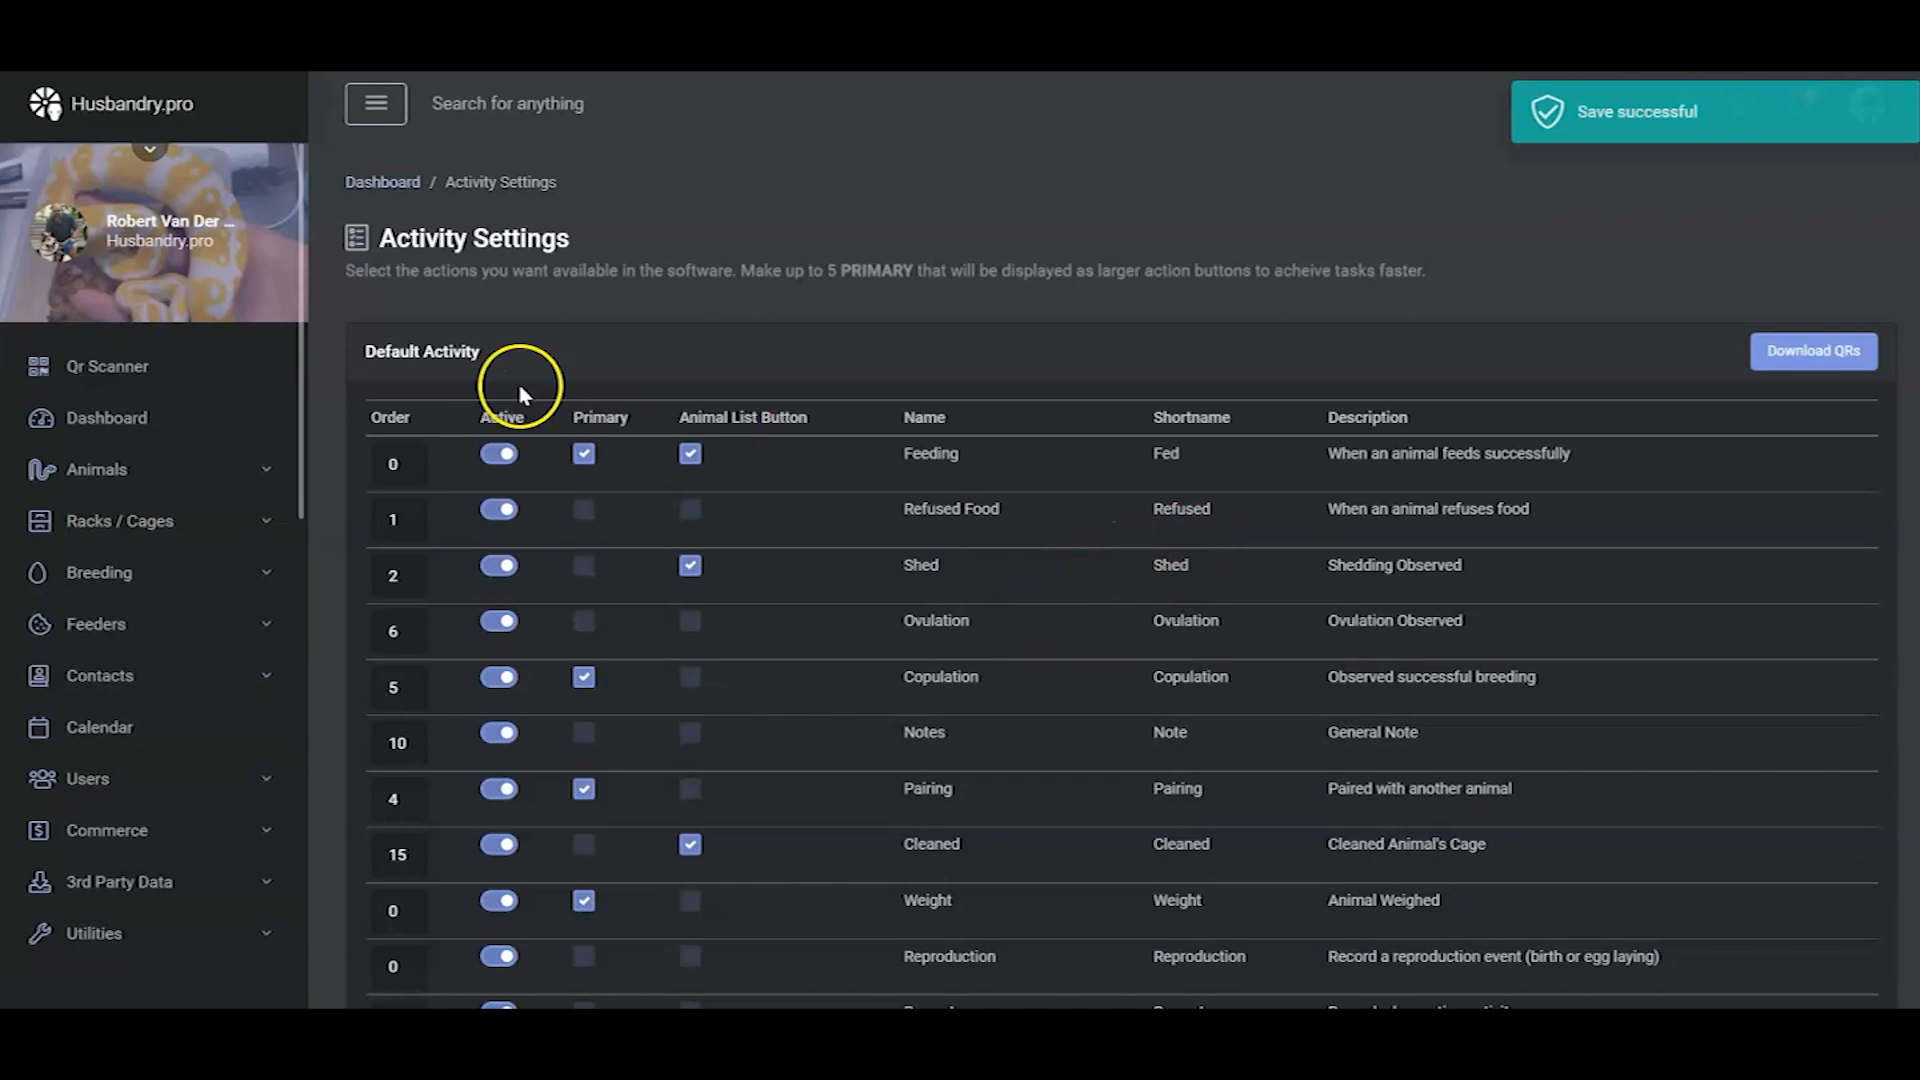 Husbandry.pro
Search for anything
Save successful
Robert Van Der ...
Husbandry.pro
Dashboard / Activity Settings
Activity Settings
Select the actions you want available in the software. Make up to 5 PRIMARY that will be displayed as larger action buttons to acheive tasks faster.
Qr Scanner
Dashboard
Animals
Racks / Cages
Breeding
Feeders
Contacts
Calendar
Users
Commerce
3rd Party Data
Utilities
Default Activity
Download QRs
Order Active Primary Animal List Button Name Shortname Description
0 Feeding Fed When an animal feeds successfully
1 Refused Food Refused When an animal refuses food
2 Shed Shed Shedding Observed
6 Ovulation Ovulation Ovulation Observed
5 Copulation Copulation Observed successful breeding
10 Notes Note General Note
4 Pairing Pairing Paired with another animal
15 Cleaned Cleaned Cleaned Animal's Cage
0 Weight Weight Animal Weighed
0 Reproduction Reproduction Record a reproduction event (birth or egg laying)